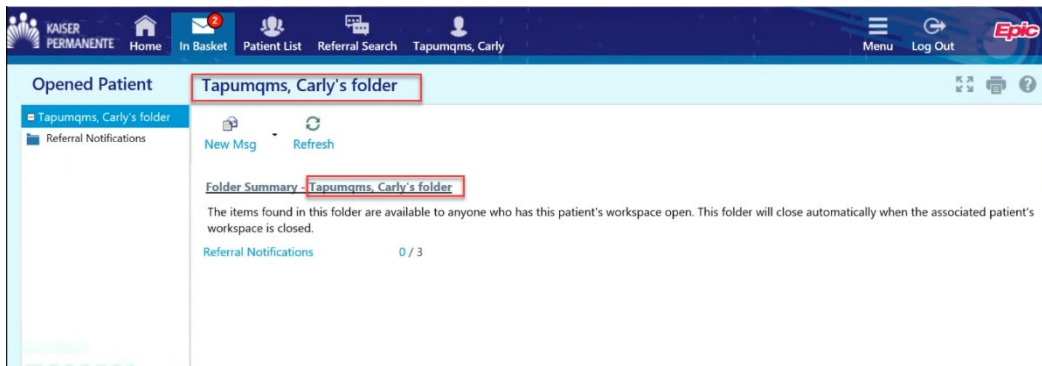 KAISER
PERMANENTE
Home
2
In Basket
Patient List
Referral Search
Tapumqms, Carly
Menu
Log Out
Epic
Opened Patient
Tapumqms, Carly's folder
Referral Notifications
Tapumqms, Carly's folder
New Msg
Refresh
Folder Summary - Tapumqms, Carly's folder
The items found in this folder are available to anyone who has this patient's workspace open. This folder will close automatically when the associated patient's
workspace is closed.
Referral Notifications 0 / 3